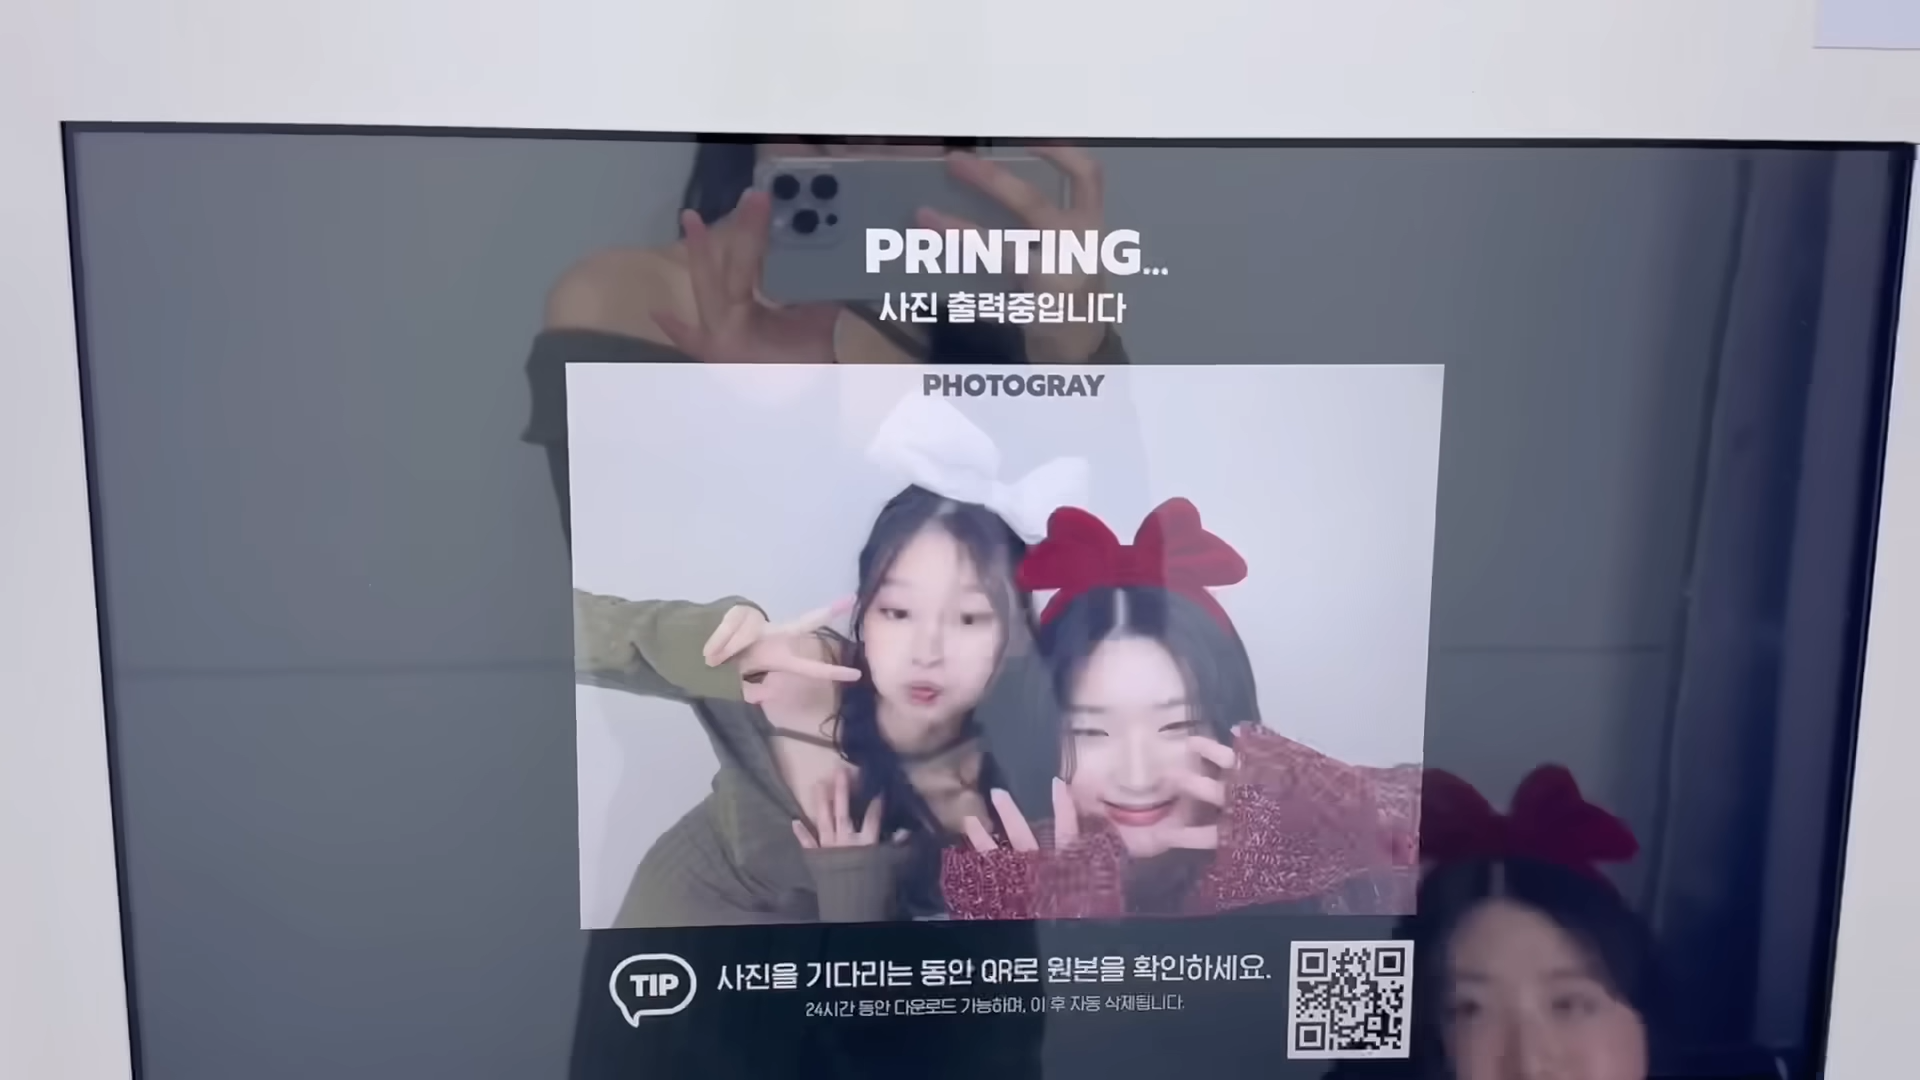 PRINTING...
사진 출력중입니다
PHOTOGRAY
TIP
사진을 기다리는 동안 QR로 원본을 확인하세요.
24시간 동안 다운로드 가능하며, 이 후 자동 삭제됩니다.